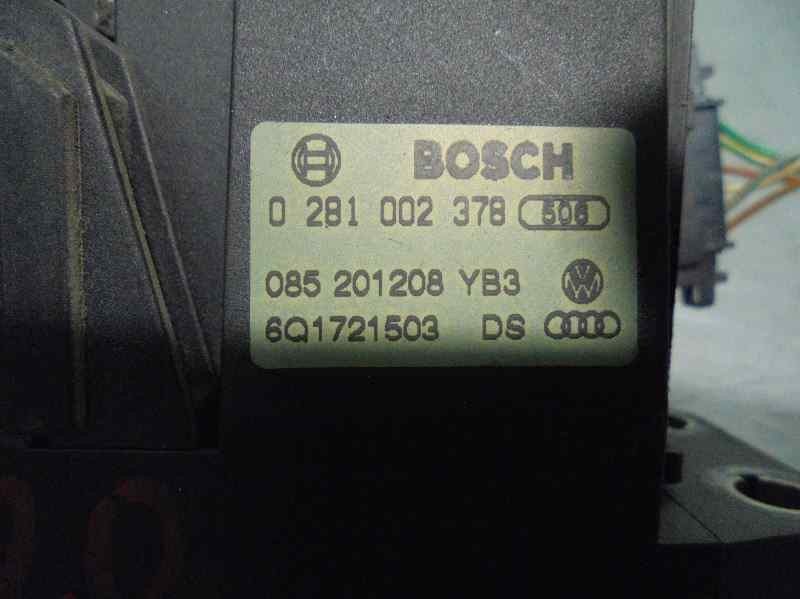 BOSCH
0 281 002 378 506
085 201208 YB3
6Q1721503 DS